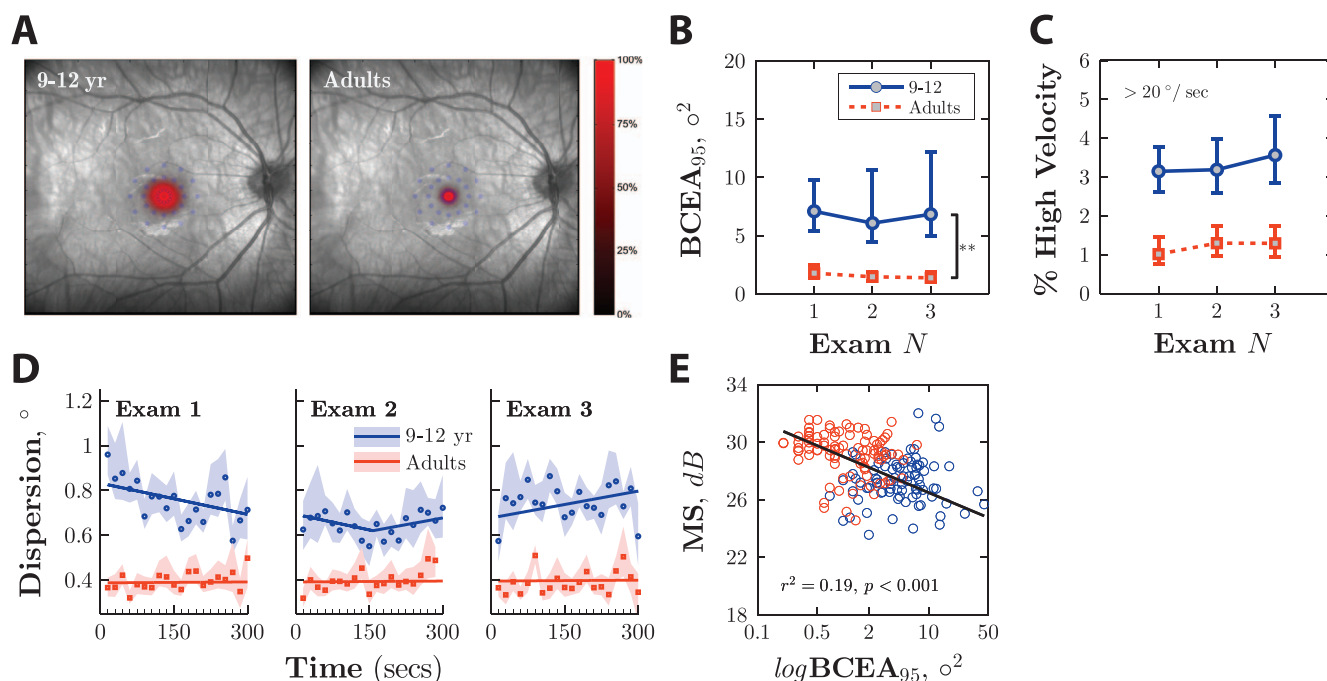 A
9-12 yr
Adults
100%
75%
50%
25%
0%
B
BCEA95, ○2
20
15
10
5
0
9-12
Adults
**
1 2 3
Exam N
C
% High Velocity
6
5
4
3
2
1
0
> 20 °/ sec
1 2 3
Exam N
D
Dispersion, ○
1.2
1
0.8
0.6
0.4
Exam 1
Exam 2
Exam 3
9-12 yr
Adults
0 150 300
0 150 300
0 150 300
Time (secs)
E
MS, dB
34
30
26
22
18
r² = 0.19, p < 0.001
0.1 0.5 2 10 50
logBCEA95, ○2